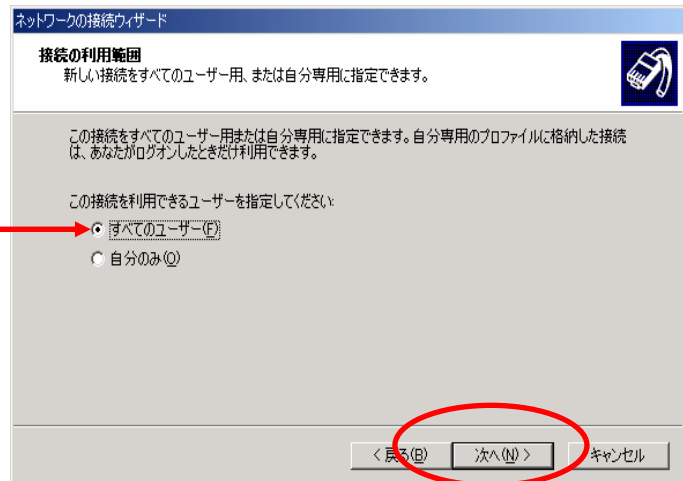 ネットワークの接続ウィザード
接続の利用範囲
新しい接続をすべてのユーザー用、または自分専用に指定できます。
この接続をすべてのユーザー用または自分専用に指定できます。自分専用のプロファイルに格納した接続
は、あなたがログオンしたときだけ利用できます。
この接続を利用できるユーザーを指定してください:
すべてのユーザー(F)
自分のみ(O)
< 戻る(B) 次へ(N) > キャンセル